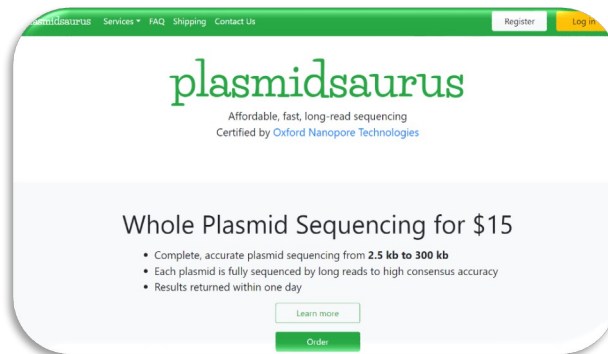 plasmidsaurus Services FAQ Shipping Contact Us Register Log in
plasmidsaurus
Affordable, fast, long-read sequencing
Certified by Oxford Nanopore Technologies
Whole Plasmid Sequencing for $15
• Complete, accurate plasmid sequencing from 2.5 kb to 300 kb
• Each plasmid is fully sequenced by long reads to high consensus accuracy
• Results returned within one day
Learn more
Order